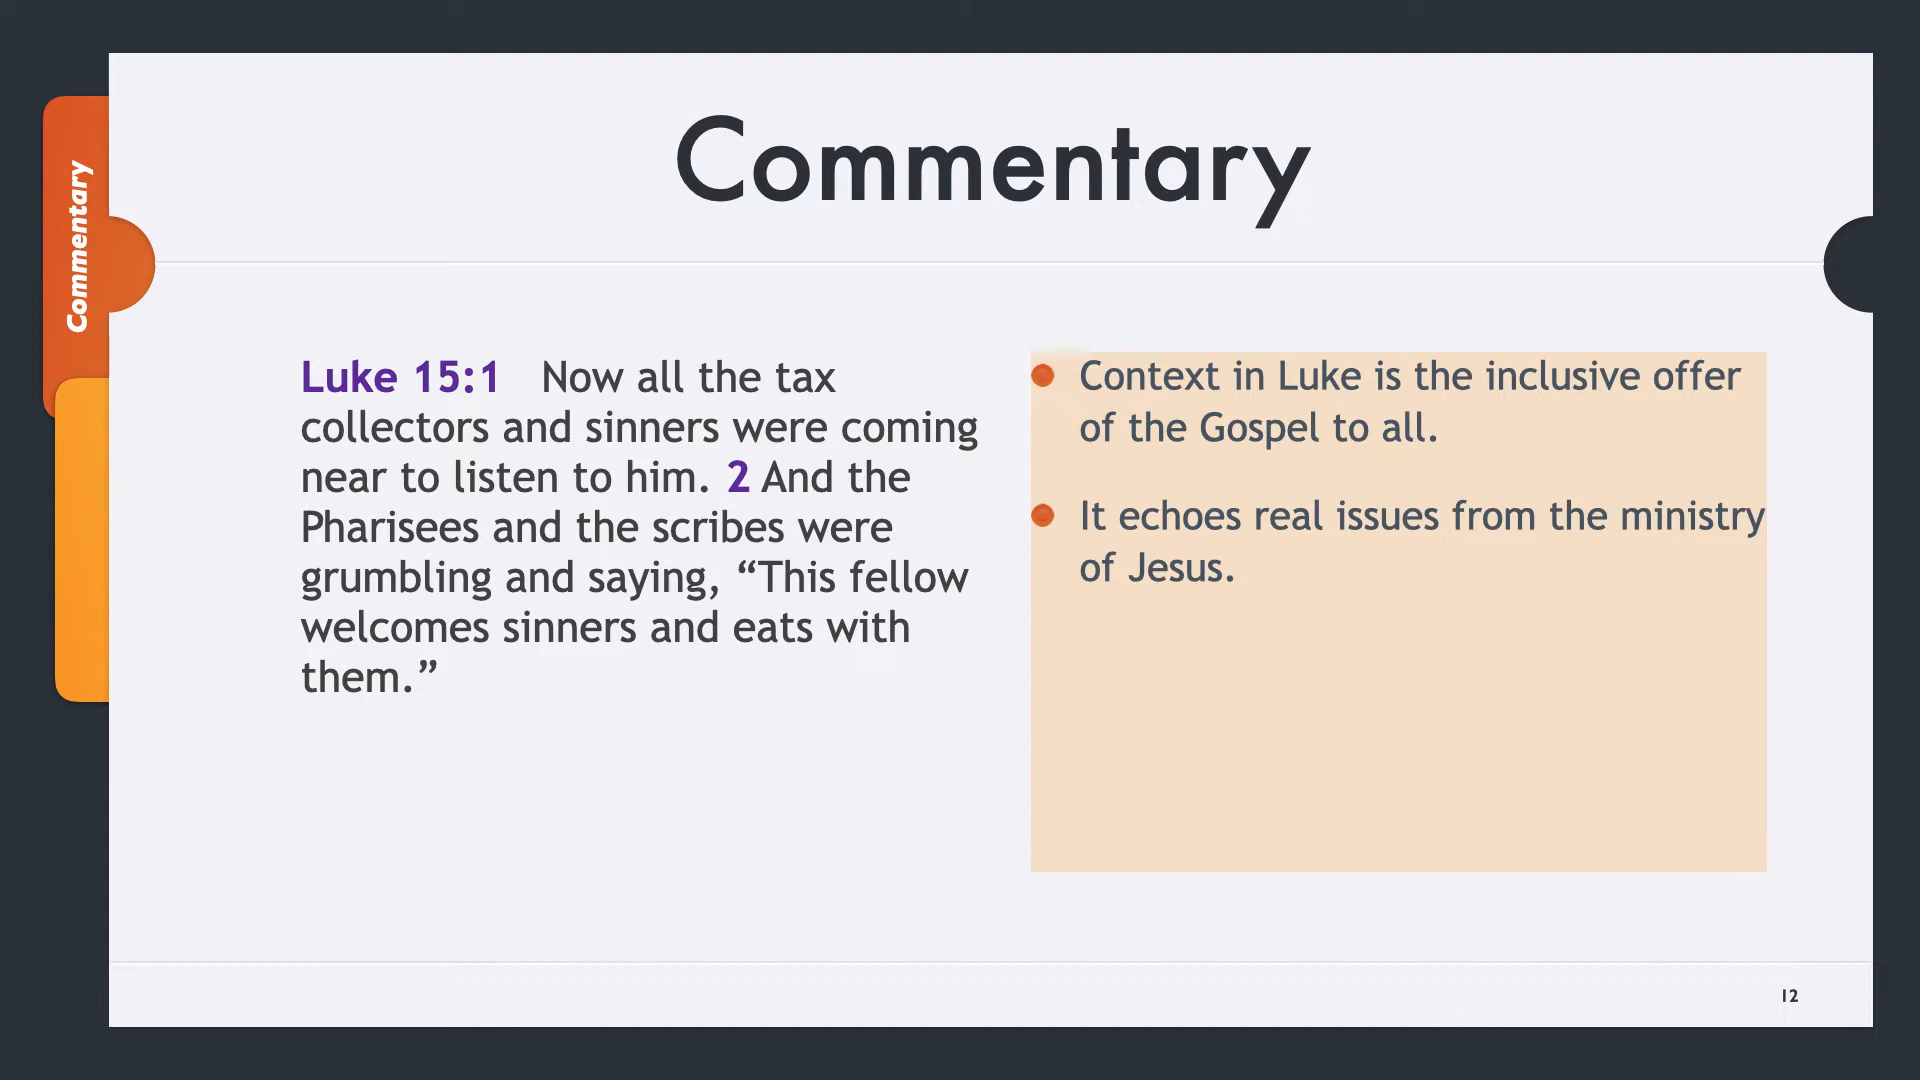 Commentary
Commentary
Luke 15:1 Now all the tax
collectors and sinners were coming
near to listen to him. 2 And the
Pharisees and the scribes were
grumbling and saying, “This fellow
welcomes sinners and eats with
them.”
Context in Luke is the inclusive offer
of the Gospel to all.
It echoes real issues from the ministry
of Jesus.
12